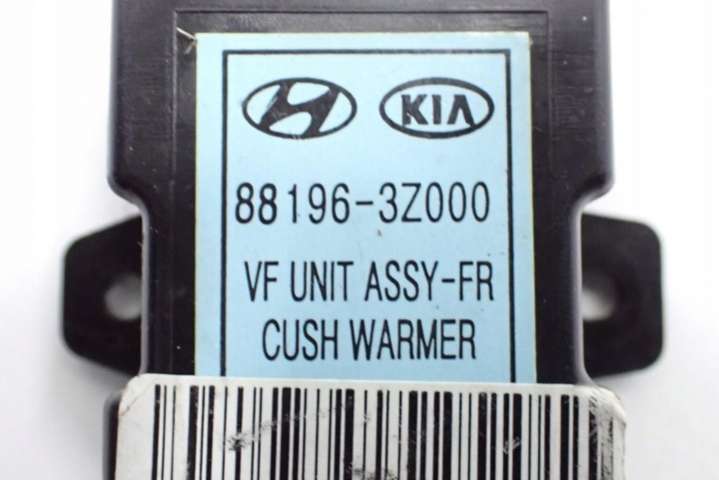 KIA
88196-3Z000
VF UNIT ASSY-FR
CUSH WARMER